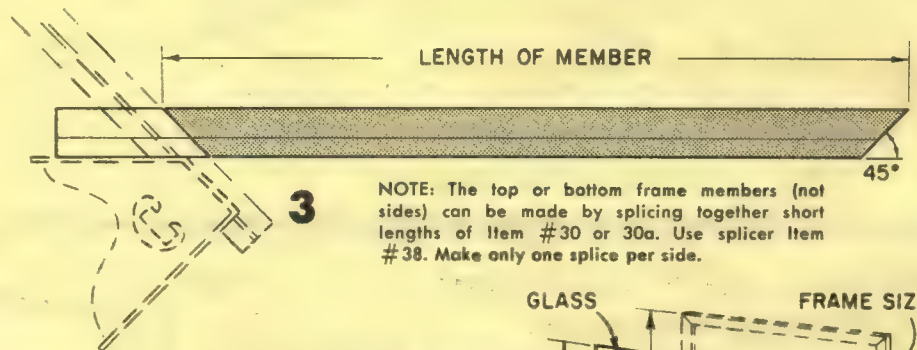 LENGTH OF MEMBER
45°
3
NOTE: The top or bottom frame members (not
sides) can be made by splicing together short
lengths of Item #30 or 30a. Use splicer Item
#38. Make only one splice per side.
GLASS
FRAME SIZ